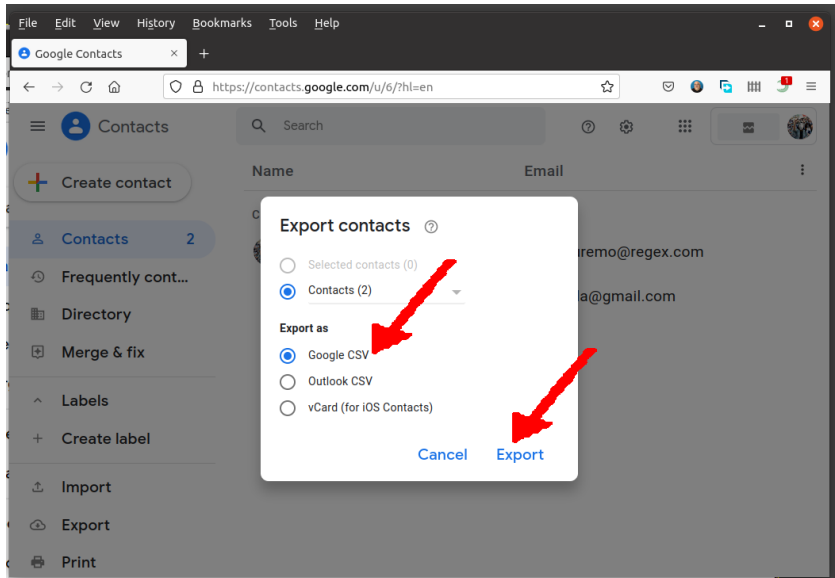 File Edit View History Bookmarks Tools Help
Google Contacts × +
https://contacts.google.com/u/6/?hl=en
1
Contacts
Search
Create contact
Name Email
Contacts 2
Frequently cont...
Directory
Merge & fix
Labels
Create label
Import
Export
Print
uremo@regex.com
la@gmail.com
Export contacts
Selected contacts (0)
Contacts (2)
Export as
Google CSV
Outlook CSV
vCard (for iOS Contacts)
Cancel Export